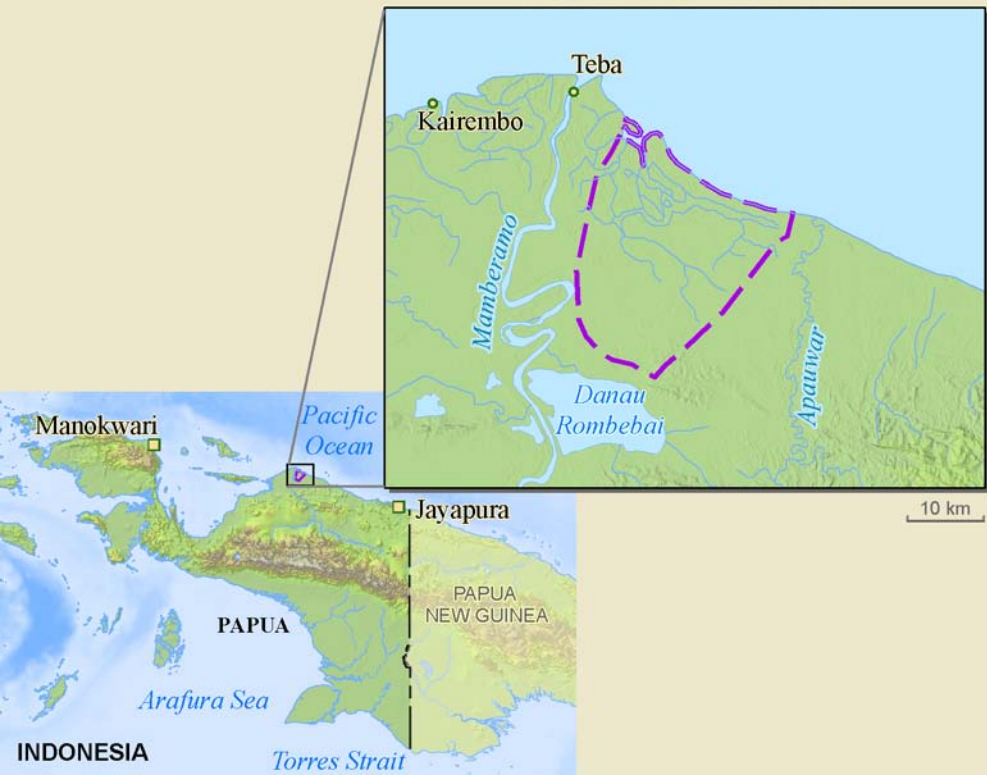 Teba
Kairembo
Mamberamo
Danau
Rombebai
Apauwar
10 km
Manokwari
Pacific
Ocean
Jayapura
PAPUA
NEW GUINEA
PAPUA
Arafura Sea
INDONESIA
Torres Strait